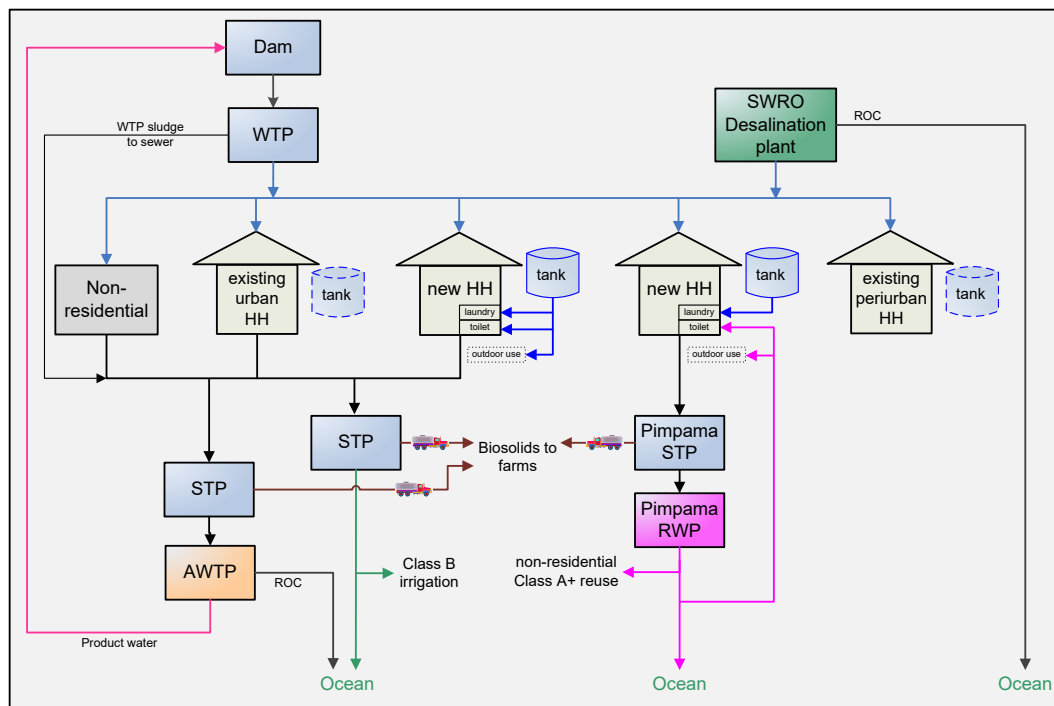 Dam
WTP sludge
to sewer
WTP
SWRO
Desalination
plant
ROC
Non-
residential
existing
urban
HH
tank
new HH
laundry
toilet
tank
outdoor use
new HH
laundry
toilet
tank
outdoor use
existing
periurban
HH
tank
STP
Biosolids to
farms
Pimpama
STP
STP
Pimpama
RWP
AWTP
ROC
Class B
irrigation
non-residential
Class A+ reuse
Product water
Ocean
Ocean
Ocean